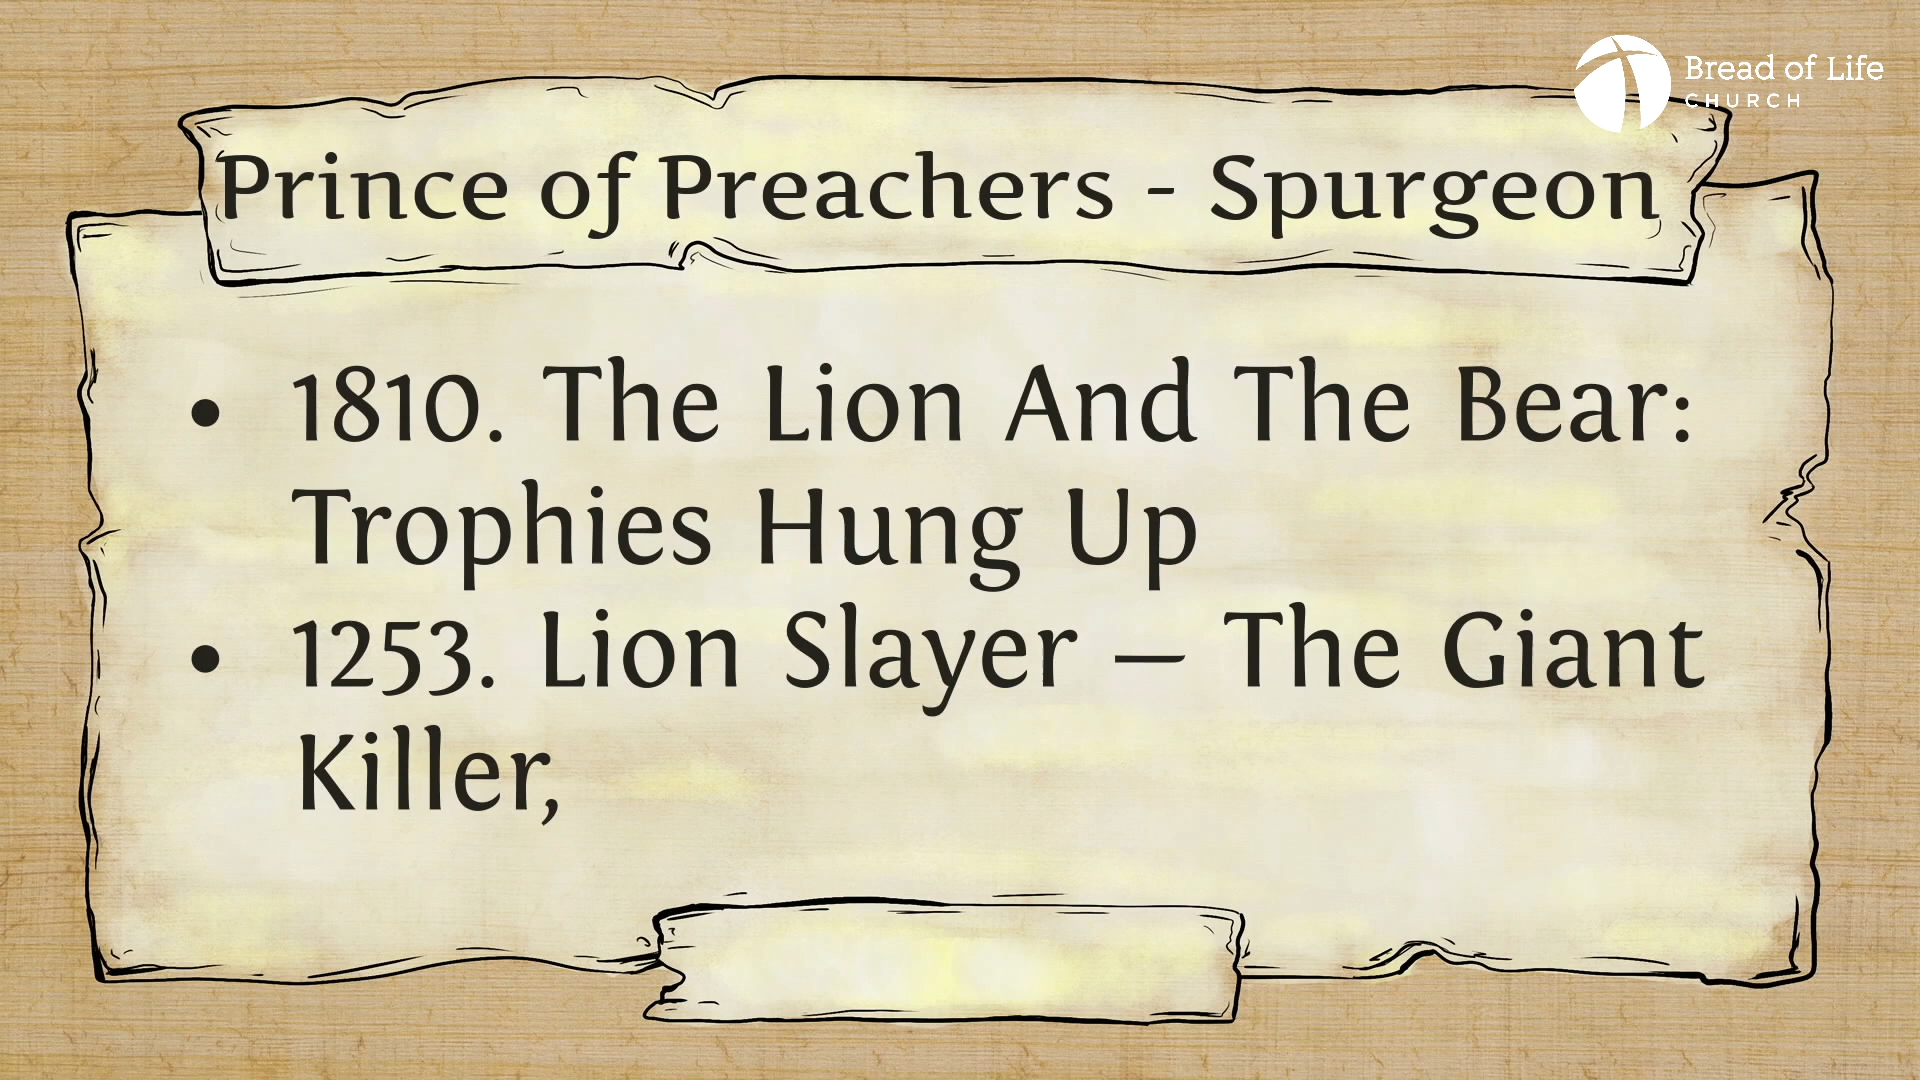 Bread of Life
CHURCH
Prince of Preachers - Spurgeon
• 1810. The Lion And The Bear:
Trophies Hung Up
• 1253. Lion Slayer — The Giant
Killer,